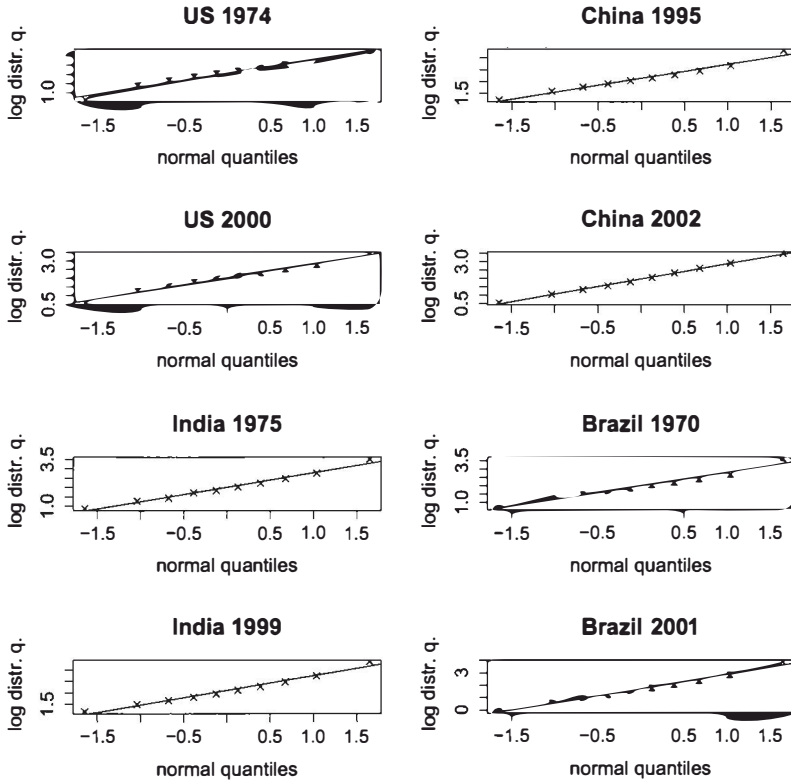 US 1974
log distr. q.
1.0
−1.5 −0.5 0.5 1.0 1.5
normal quantiles
China 1995
log distr. q.
1.5
−1.5 −0.5 0.5 1.0 1.5
normal quantiles
US 2000
log distr. q.
0.5 3.0
−1.5 −0.5 0.5 1.0 1.5
normal quantiles
China 2002
log distr. q.
0.5 3.0
−1.5 −0.5 0.5 1.0 1.5
normal quantiles
India 1975
log distr. q.
1.0 3.5
−1.5 −0.5 0.5 1.0 1.5
normal quantiles
Brazil 1970
log distr. q.
1.0 3.5
−1.5 −0.5 0.5 1.0 1.5
normal quantiles
India 1999
log distr. q.
1.5
−1.5 −0.5 0.5 1.0 1.5
normal quantiles
Brazil 2001
log distr. q.
0 3
−1.5 −0.5 0.5 1.0 1.5
normal quantiles